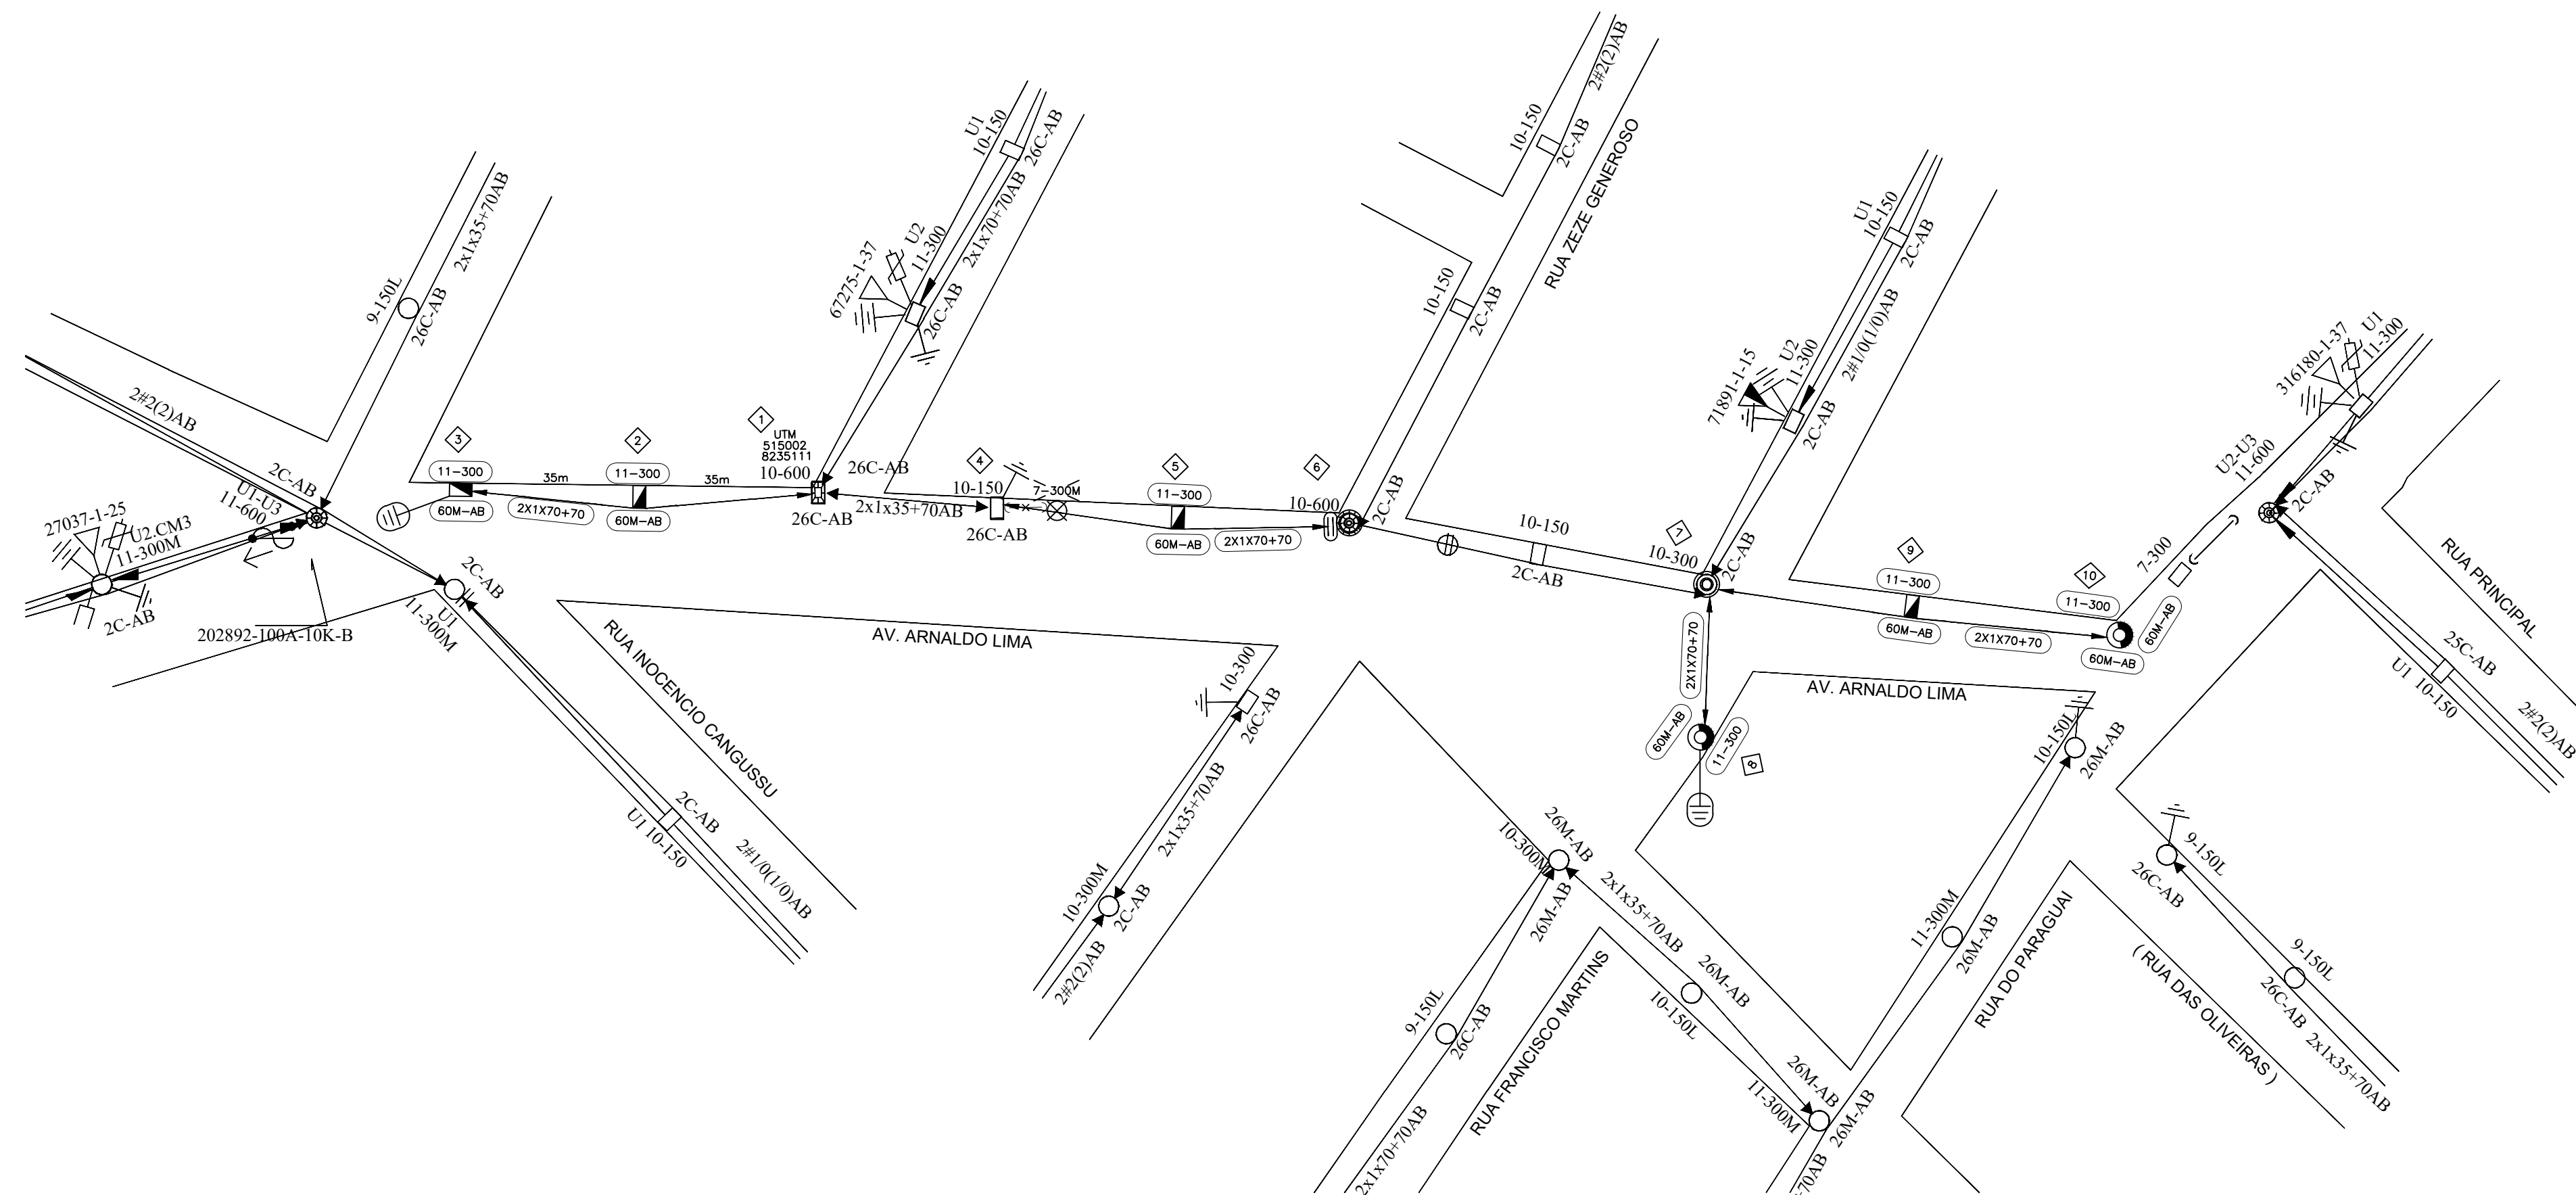 2#2(2)AB
9-150L
26C-AB
2x1x35+70AB
2C-AB
U1-U3
11-600
27037-1-25
U2.CM3
11-300M
2C-AB
202892-100A-10K-B
2C-AB
U1
11-300M
RUA INOCENCIO CANGUSSU
U1 10-150
2C-AB
2#1/0(1/0)AB
3
11-300
60M-AB
35m
2X1X70+70
2
11-300
60M-AB
35m
1
UTM
515002
8235111
10-600
26C-AB
26C-AB
U1
10-150
26C-AB
2x1x70+70AB
67275-1-37
U2
11-300
26C-AB
2x1x35+70AB
4
10-150
26C-AB
7-300M
5
11-300
60M-AB
2X1X70+70
6
10-600
2C-AB
10-150
2C-AB
2#2(2)AB
10-150
2C-AB
RUA ZEZE GENEROSO
10-150
2C-AB
7
10-300
2C-AB
U1
10-150
2C-AB
2#1/0(1/0)AB
71891-1-15
U2
11-300
2C-AB
2X1X70+70
60M-AB
11-300
8
9
11-300
60M-AB
2X1X70+70
10
11-300
60M-AB
60M-AB
7-300
U2-U3
11-600
2C-AB
316180-1-37
U1
11-300
RUA PRINCIPAL
25C-AB
U1 10-150
2#2(2)AB
AV. ARNALDO LIMA
AV. ARNALDO LIMA
10-300
26C-AB
2x1x35+70AB
10-300M
2C-AB
2#2(2)AB
10-300M
26M-AB
26M-AB
2x1x35+70AB
9-150L
26C-AB
2x1x70+70AB
RUA FRANCISCO MARTINS
26M-AB
10-150L
26M-AB
11-300M
26M-AB
-70AB
10-150L
26M-AB
11-300M
26M-AB
RUA DO PARAGUAI
( RUA DAS OLIVEIRAS )
9-150L
26C-AB
9-150L
26C-AB
2x1x35+70AB